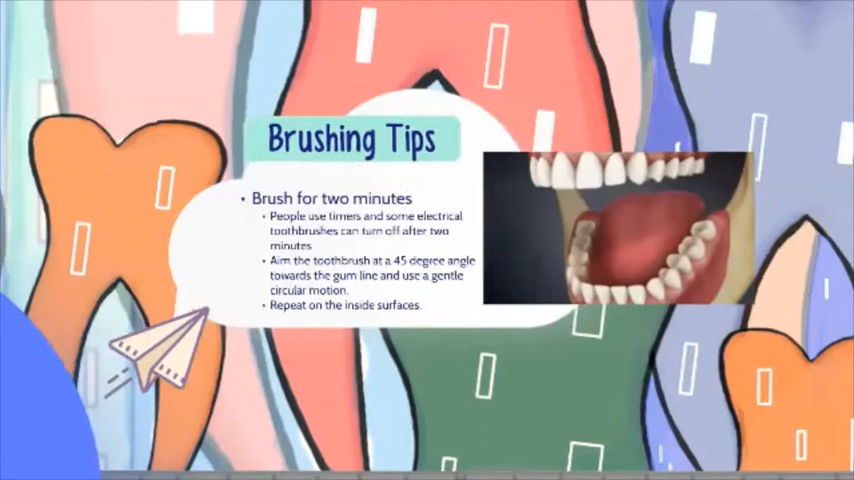 Brushing Tips
• Brush for two minutes
• People use timers and some electrical
toothbrushes can turn off after two
minutes.
• Aim the toothbrush at a 45 degree angle
towards the gum line and use a gentle
circular motion.
• Repeat on the inside surfaces.